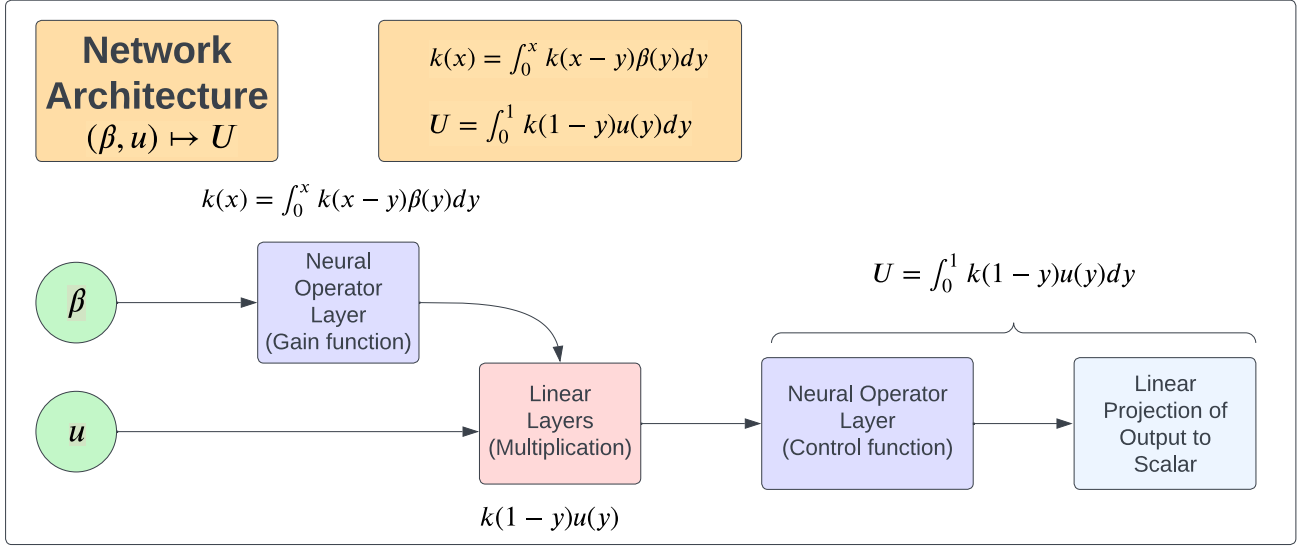 Network
Architecture
(β, u) ↦ U
k(x) = ∫₀ˣ k(x − y)β(y)dy
U = ∫₀¹ k(1 − y)u(y)dy
k(x) = ∫₀ˣ k(x − y)β(y)dy
β
Neural
Operator
Layer
(Gain function)
U = ∫₀¹ k(1 − y)u(y)dy
u
Linear
Layers
(Multiplication)
k(1 − y)u(y)
Neural Operator
Layer
(Control function)
Linear
Projection of
Output to
Scalar